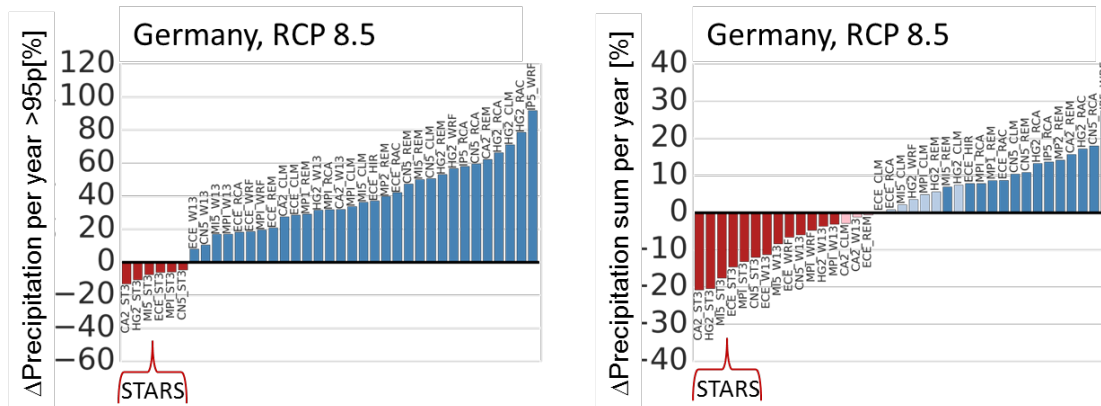 Germany, RCP 8.5
ΔPrecipitation per year >95p[%]
120
100
80
60
40
20
0
−20
−40
−60
CA2_ST3
HG2_ST3
MI5_ST3
ECE_ST3
MPI_ST3
CN5_ST3
ECE_W13
CN5_W13
MI5_W13
MPI_W13
ECE_RCA
ECE_WRF
MPI_WRF
ECE_REM
CA2_CLM
ECE_CLM
MP1_REM
HG2_W13
MPI_RCA
CA2_W13
MPI_CLM
MI5_CLM
ECE_HIR
MP2_REM
ECE_RAC
CN5_REM
MI5_REM
CN5_CLM
HG2_REM
HG2_WRF
IP5_RCA
CN5_RCA
CA2_REM
HG2_RCA
HG2_CLM
HG2_RAC
IP5_WRF
STARS
Germany, RCP 8.5
ΔPrecipitation sum per year [%]
40
30
20
10
0
−10
−20
−30
−40
CA2_ST3
HG2_ST3
MI5_ST3
ECE_ST3
MPI_ST3
CN5_ST3
ECE_W13
MI5_W13
ECE_WRF
CN5_W13
MPI_WRF
HG2_W13
MPI_W13
CA2_CLM
CA2_W13
ECE_REM
ECE_CLM
ECE_RCA
MI5_CLM
HG2_WRF
MPI_CLM
HG2_REM
MI5_REM
HG2_CLM
ECE_HIR
MPI_RCA
MP1_REM
ECE_RAC
CN5_CLM
CN5_REM
HG2_RCA
IP5_RCA
MP2_REM
CA2_REM
HG2_RAC
CN5_RCA
STARS